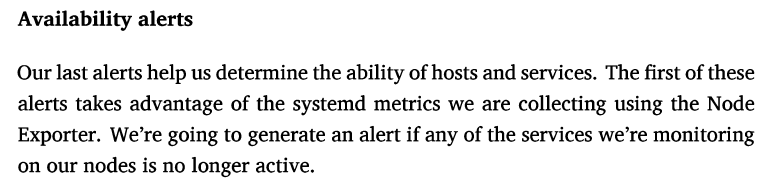 Availability alerts
Our last alerts help us determine the ability of hosts and services. The first of these
alerts takes advantage of the systemd metrics we are collecting using the Node
Exporter. We’re going to generate an alert if any of the services we’re monitoring
on our nodes is no longer active.